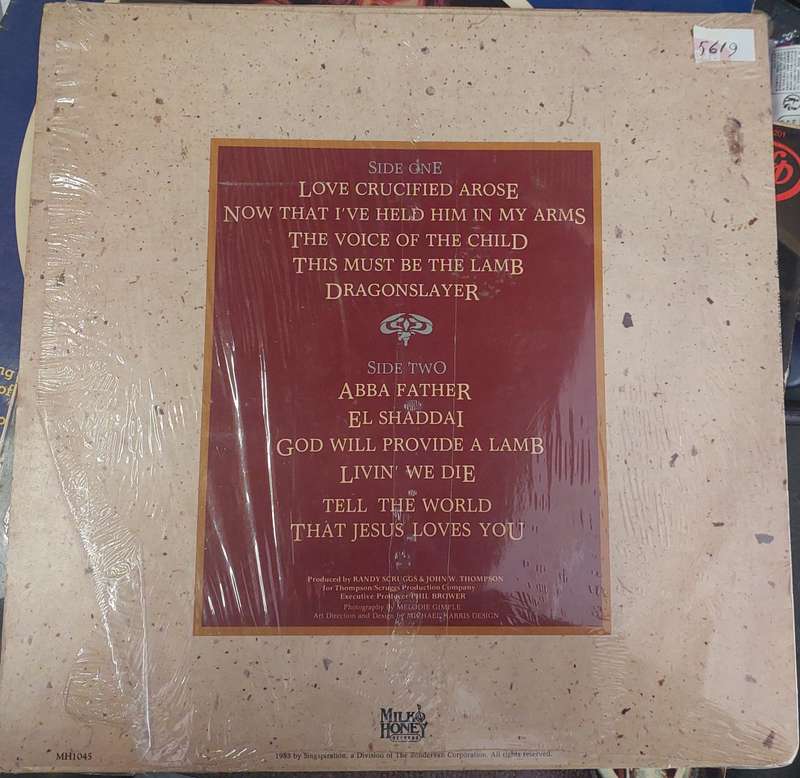 5619
SIDE ONE
LOVE CRUCIFIED AROSE
NOW THAT I'VE HELD HIM IN MY ARMS
THE VOICE OF THE CHILD
THIS MUST BE THE LAMB
DRAGONSLAYER
SIDE TWO
ABBA FATHER
EL SHADDAI
GOD WILL PROVIDE A LAMB
LIVIN' WE DIE
TELL THE WORLD
THAT JESUS LOVES YOU
Produced by RANDY SCRUGGS & JOHN W. THOMPSON
for Thompson/Scruggs Production Company
Executive Producer PHIL BROWER
Photography by MELODIE GIMPLE
Art Direction and Design by MICHAEL HARRIS DESIGN
MILK & HONEY
RECORDS
MH1045
1983 by Singspiration, a Division of The Zondervan Corporation. All rights reserved.
ng
of
201